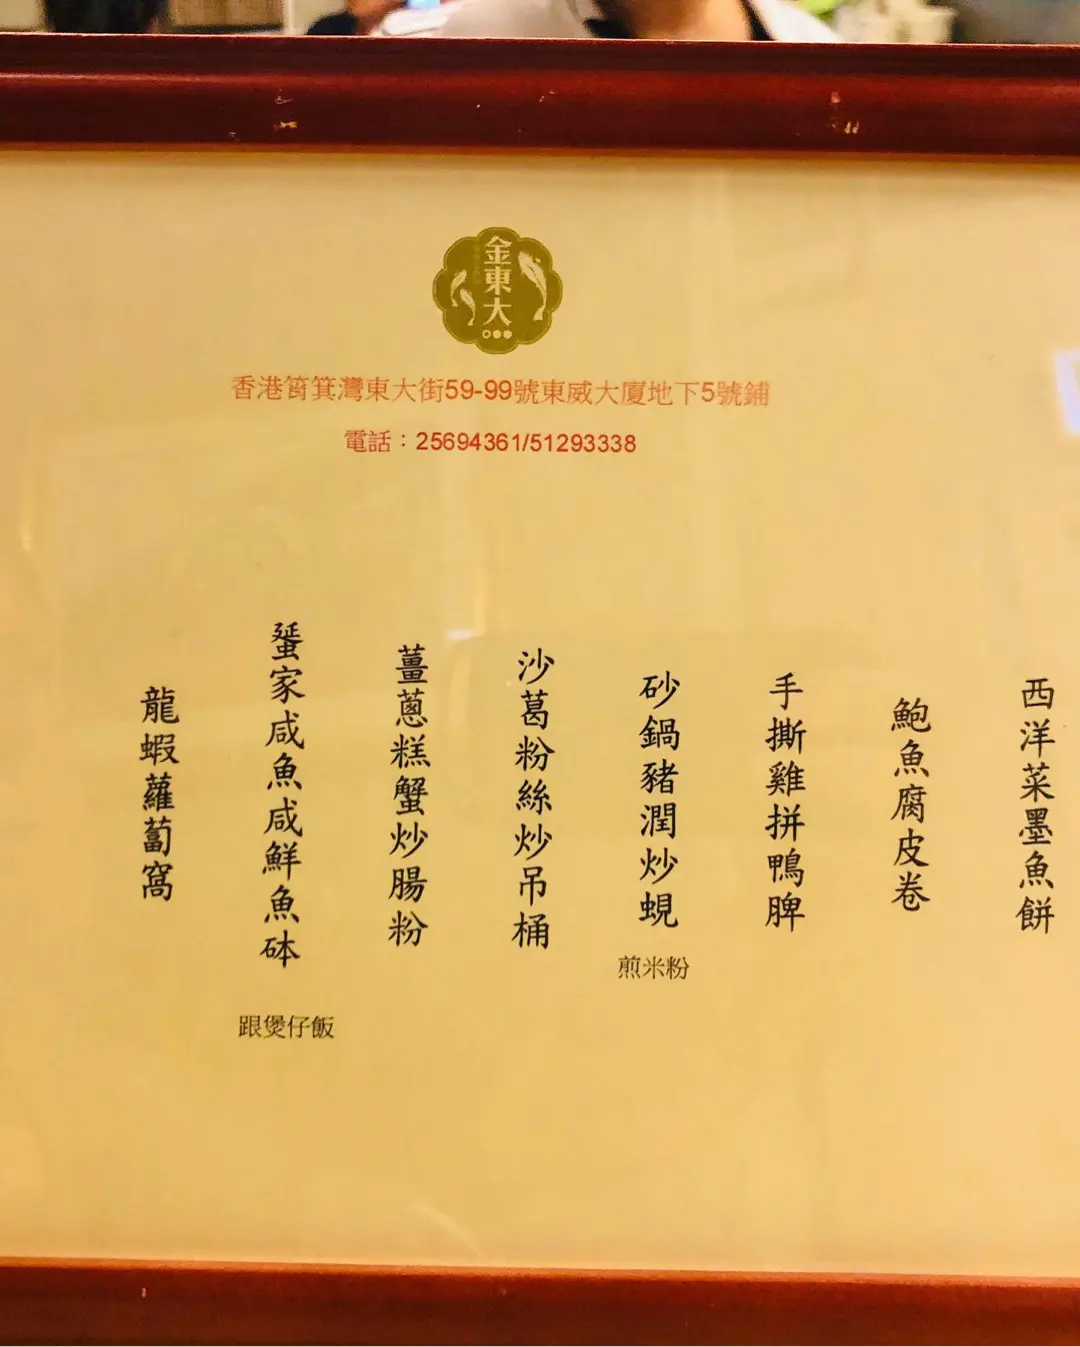 金東大
香港筲箕灣東大街59-99號東威大廈地下5號鋪
電話：25694361/51293338
西洋菜墨魚餅
鮑魚腐皮卷
手撕雞拼鴨脾
砂鍋豬潤炒蜆
煎米粉
沙葛粉絲炒吊桶
薑蔥糕蟹炒腸粉
蜑家咸魚咸鮮魚砵
跟煲仔飯
龍蝦蘿蔔窩